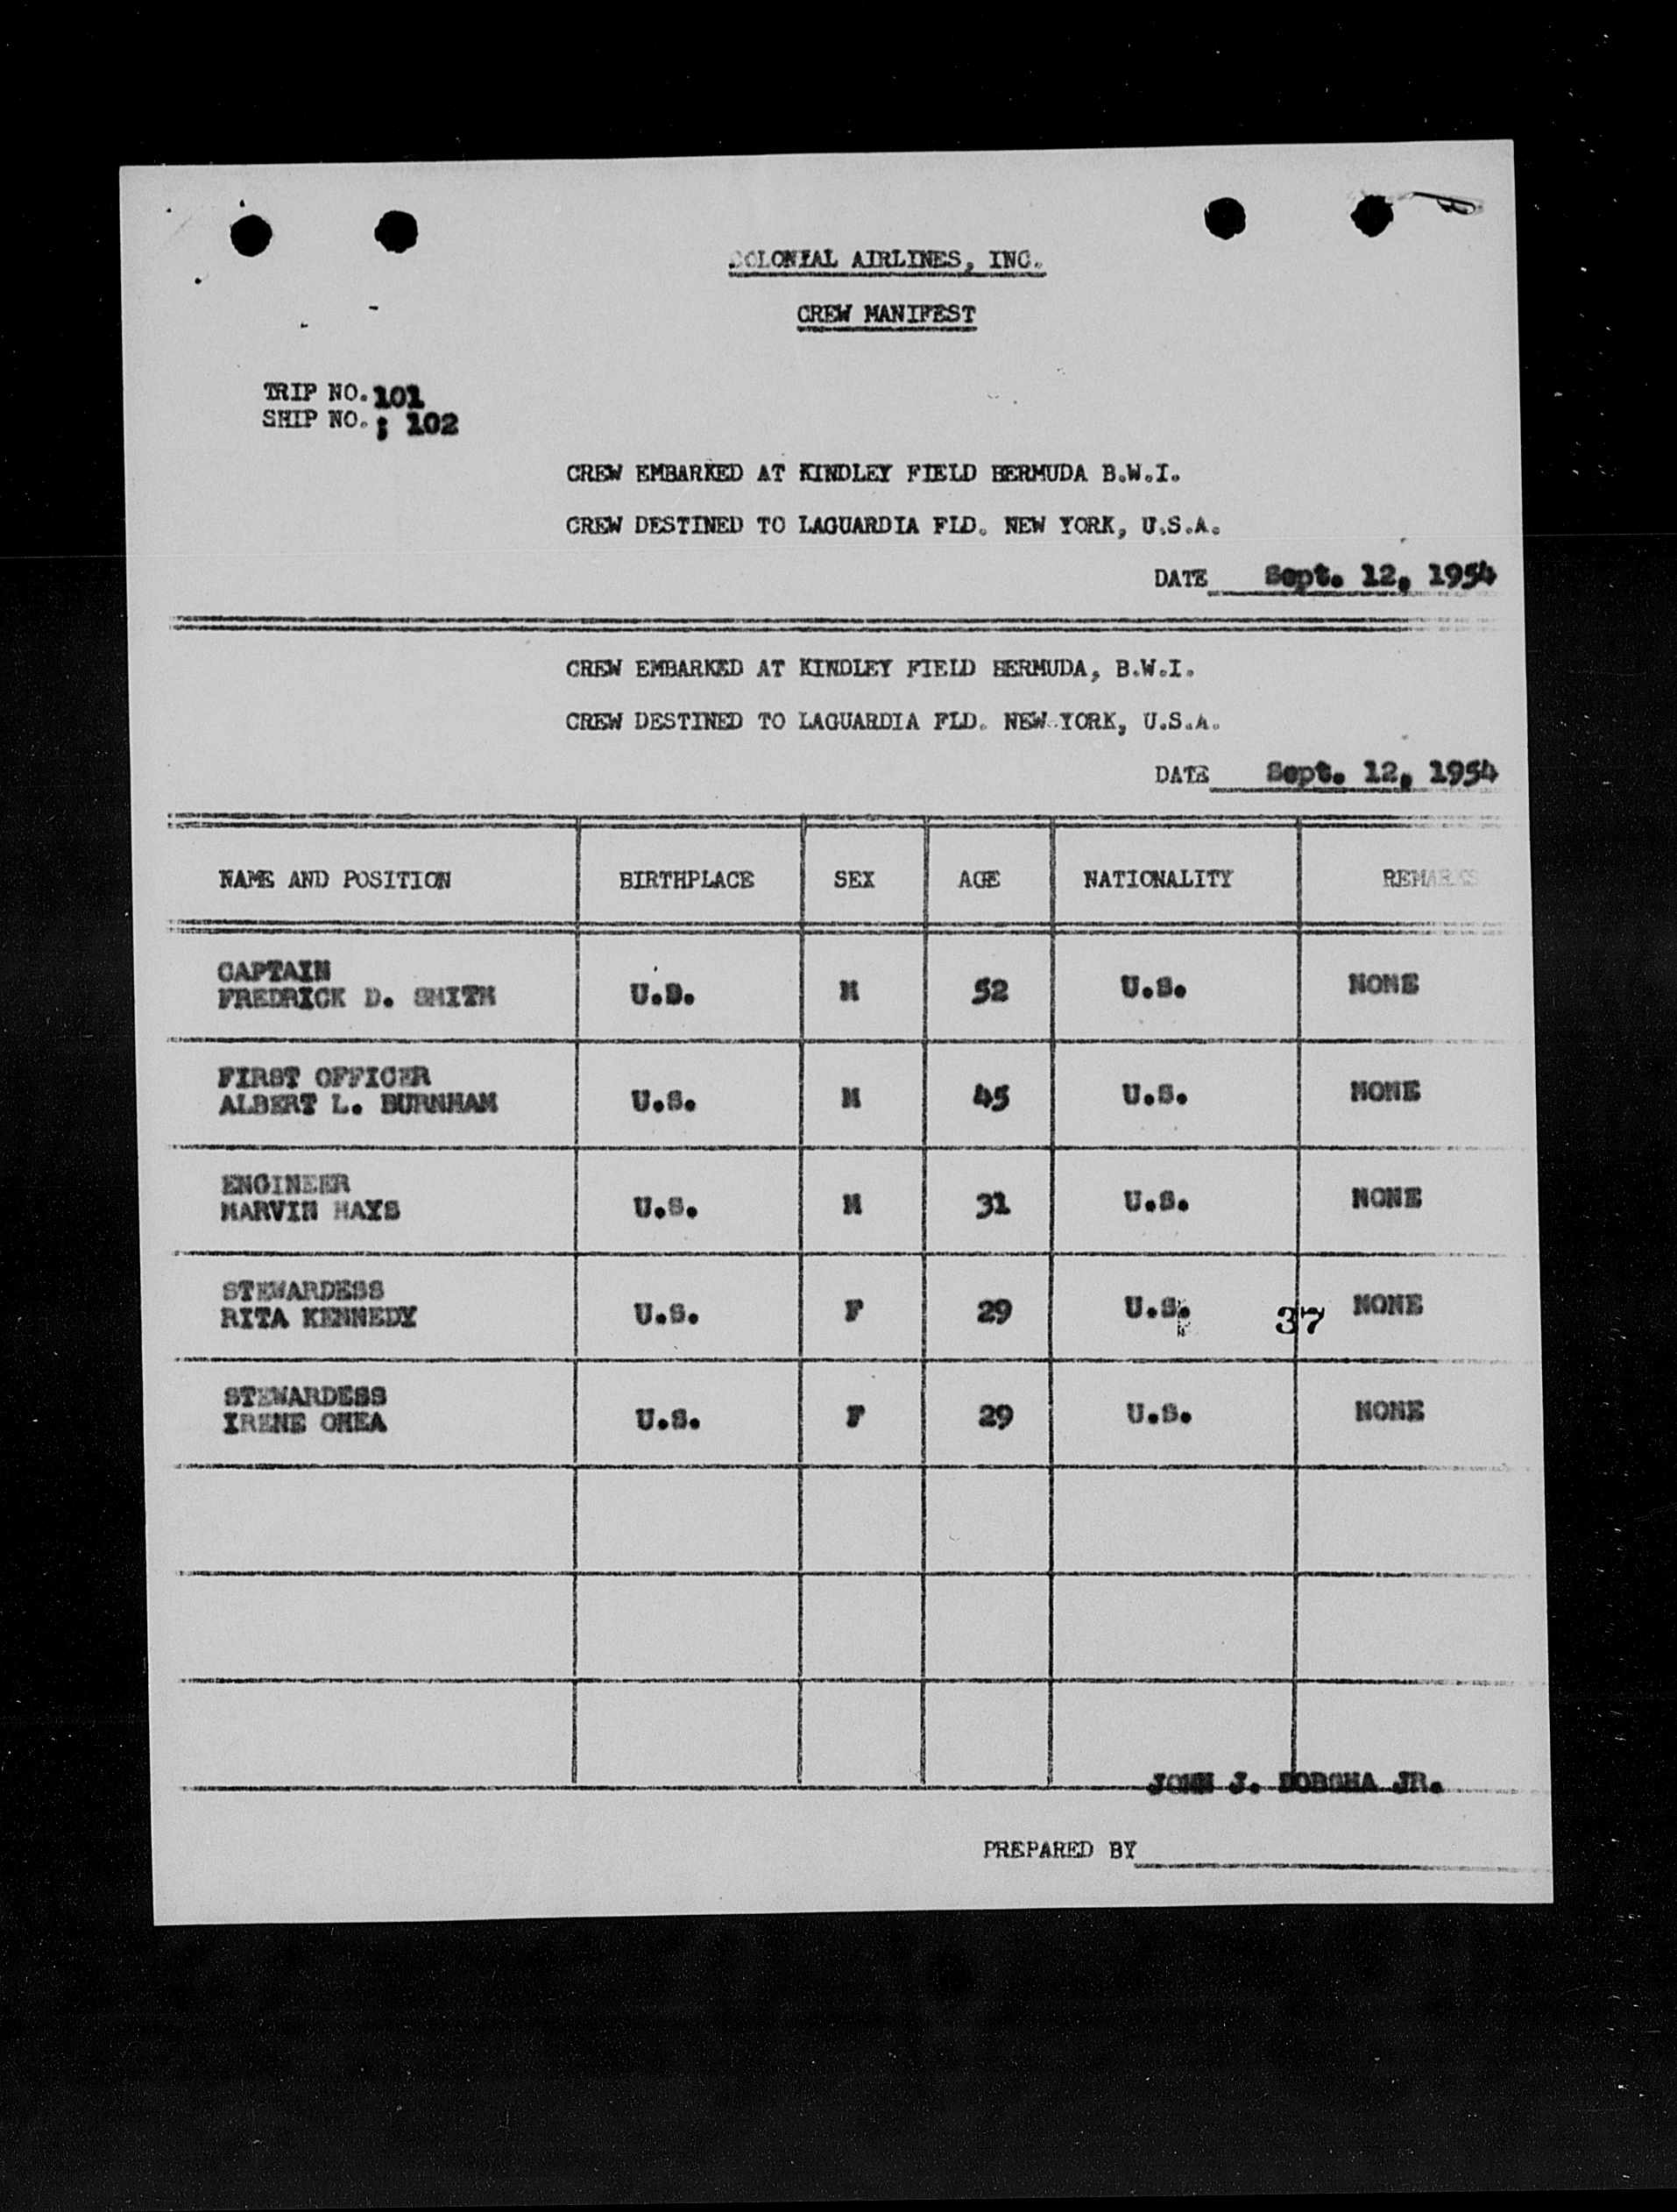 COLONIAL AIRLINES, INC.
CREW MANIFEST
TRIP NO. 101
SHIP NO. ; 102
CREW EMBARKED AT KINDLEY FIELD BERMUDA B.W.I.
CREW DESTINED TO LAGUARDIA FLD. NEW YORK, U.S.A.
DATE Sept. 12, 1954
CREW EMBARKED AT KINDLEY FIELD BERMUDA, B.W.I.
CREW DESTINED TO LAGUARDIA FLD. NEW YORK, U.S.A.
DATE Sept. 12, 1954
NAME AND POSITION BIRTHPLACE SEX AGE NATIONALITY REMARKS
CAPTAIN
FREDRICK D. SMITH U.S. M 52 U.S. NONE
FIRST OFFICER
ALBERT L. BURNHAM U.S. M 45 U.S. NONE
ENGINEER
MARVIN HAYS U.S. M 31 U.S. NONE
STEWARDESS
RITA KENNEDY U.S. F 29 U.S. 37 NONE
STEWARDESS
IRENE OHEA U.S. F 29 U.S. NONE
JOHN J. JR.
PREPARED BY